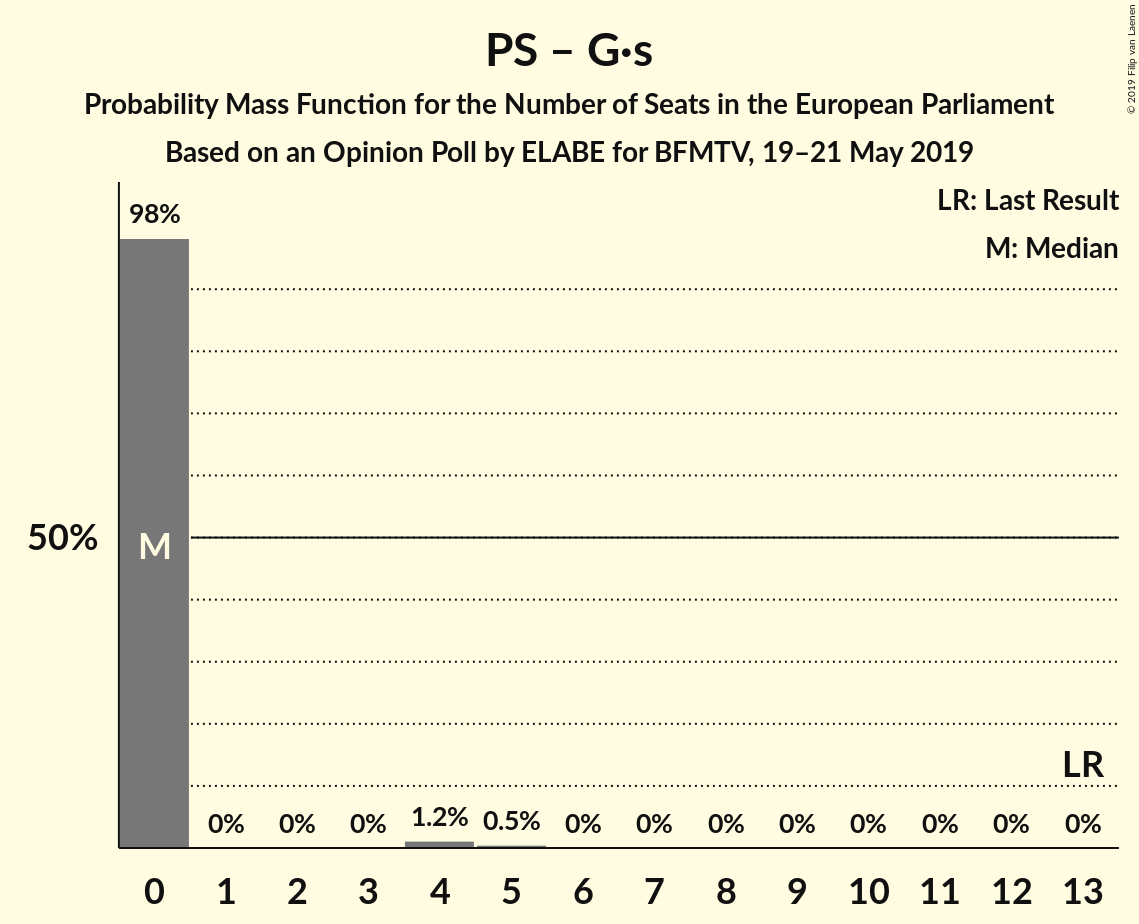 PS – G·s
Probability Mass Function for the Number of Seats in the European Parliament
Based on an Opinion Poll by ELABE for BFMTV, 19–21 May 2019
© 2019 Filip van Laenen
LR: Last Result
M: Median
98%
50%
M
LR
0% 0% 0% 1.2% 0.5% 0% 0% 0% 0% 0% 0% 0% 0%
0 1 2 3 4 5 6 7 8 9 10 11 12 13